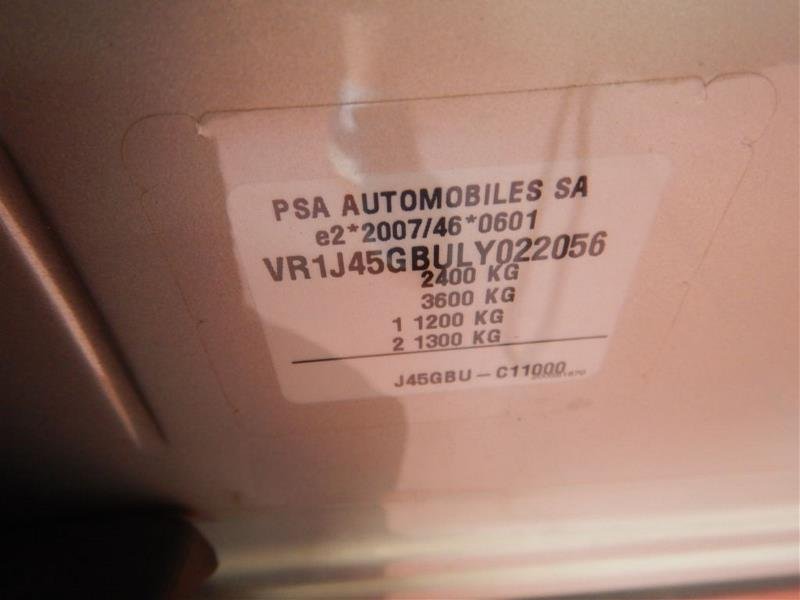 PSA AUTOMOBILES SA
e2*2007/46*0601
VR1J45GBULY022056
2400 KG
3600 KG
1 1200 KG
2 1300 KG
J45GBU - C11000